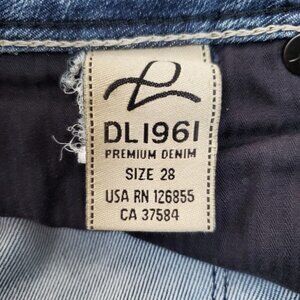 DL1961
PREMIUM DENIM
SIZE 28
USA RN 126855
CA 37584